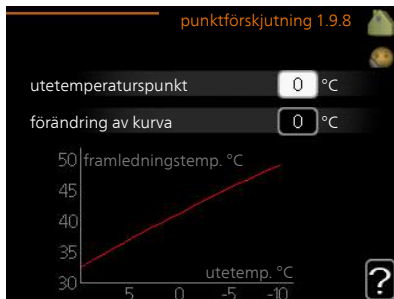 punktförskjutning 1.9.8
utetemperaturspunkt 0 °C
förändring av kurva 0 °C
50 framledningstemp. °C
45
40
35
30
utetemp. °C
5 0 -5 -10
?